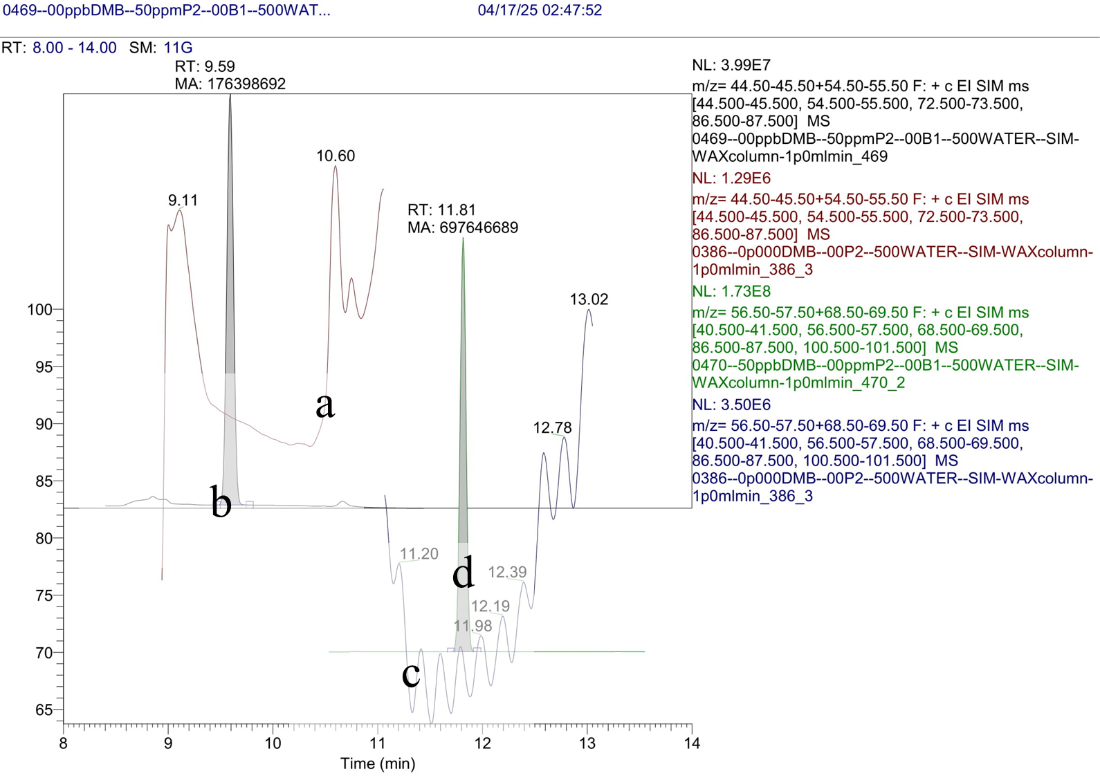 0469--00ppbDMB--50ppmP2--00B1--500WAT...
04/17/25 02:47:52
RT: 8.00 - 14.00 SM: 11G
RT: 9.59
MA: 176398692
NL: 3.99E7
m/z= 44.50-45.50+54.50-55.50 F: + c EI SIM ms
[44.500-45.500, 54.500-55.500, 72.500-73.500,
86.500-87.500] MS
0469--00ppbDMB--50ppmP2--00B1--500WATER--SIM-
WAXcolumn-1p0mlmin_469
NL: 1.29E6
m/z= 44.50-45.50+54.50-55.50 F: + c EI SIM ms
[44.500-45.500, 54.500-55.500, 72.500-73.500,
86.500-87.500] MS
0386--0p000DMB--00P2--500WATER--SIM-WAXcolumn-
1p0mlmin_386_3
NL: 1.73E8
m/z= 56.50-57.50+68.50-69.50 F: + c EI SIM ms
[40.500-41.500, 56.500-57.500, 68.500-69.500,
86.500-87.500, 100.500-101.500] MS
0470--50ppbDMB--00ppmP2--00B1--500WATER--SIM-
WAXcolumn-1p0mlmin_470_2
NL: 3.50E6
m/z= 56.50-57.50+68.50-69.50 F: + c EI SIM ms
[40.500-41.500, 56.500-57.500, 68.500-69.500,
86.500-87.500, 100.500-101.500] MS
0386--0p000DMB--00P2--500WATER--SIM-WAXcolumn-
1p0mlmin_386_3
10.60
9.11
RT: 11.81
MA: 697646689
13.02
100
95
a
90
12.78
85
b
80
11.20
d
12.39
75
12.19
11.98
70
c
65
8 9 10 11 12 13 14
Time (min)